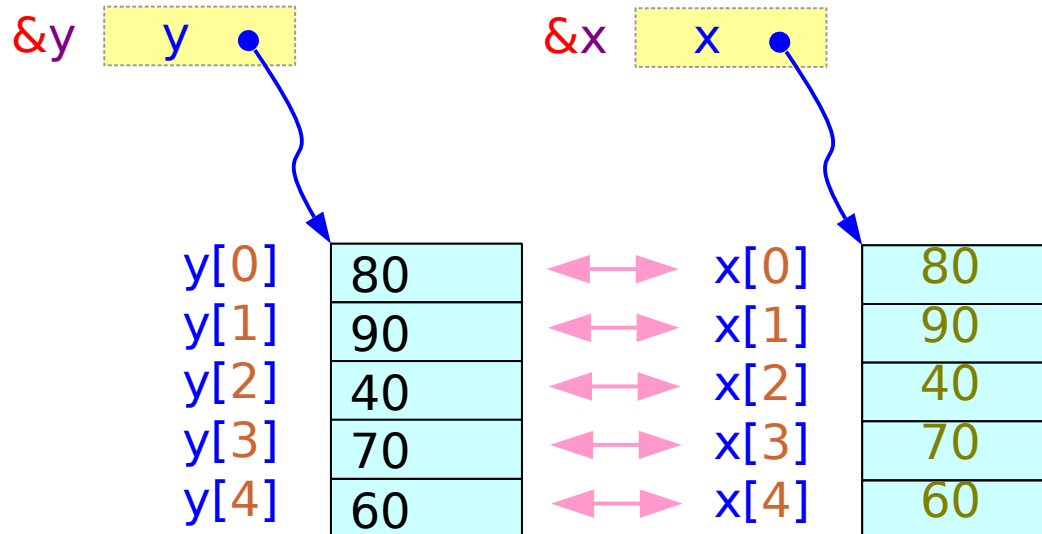 &y y &x x
y[0] 80 x[0] 80
y[1] 90 x[1] 90
y[2] 40 x[2] 40
y[3] 70 x[3] 70
y[4] 60 x[4] 60